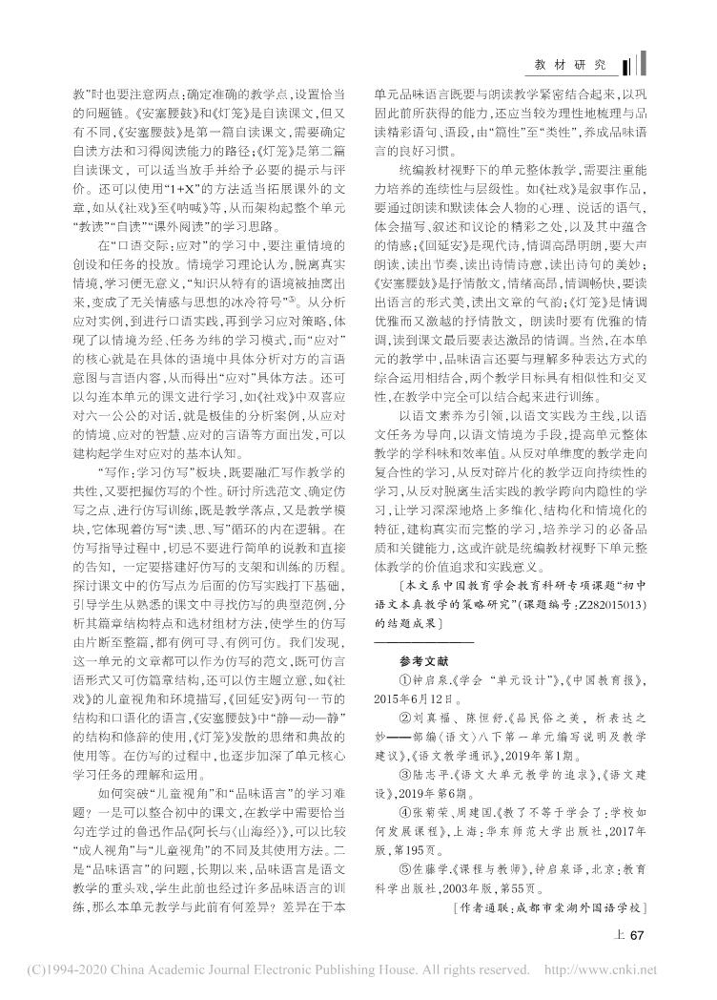 教材研究
教”时也要注意两点:确定准确的教学点,设置恰当
的问题链。《安塞腰鼓》和《灯笼》是自读课文,但又
有不同,《安塞腰鼓》是第一篇自读课文,需要确定
自读方法和习得阅读能力的路径;《灯笼》是第二篇
自读课文，可以适当放手并给予必要的提示与评
价。还可以使用“1+X”的方法适当拓展课外的文
章,如从《社戏》至《呐喊》等,从而架构起整个单元
“教读”“自读”“课外阅读”的学习思路。
在“口语交际:应对”的学习中,要注重情境的
创设和任务的投放。情境学习理论认为,脱离真实
情境,学习便无意义,“知识从特有的语境被抽离出
来,变成了无关情感与思想的冰冷符号”⑤。从分析
应对实例,到进行口语实践,再到学习应对策略,体
现了以情境为经、任务为纬的学习模式,而“应对”
的核心就是在具体的语境中具体分析对方的言语
意图与言语内容,从而得出“应对”具体方法。还可
以勾连本单元的课文进行学习,如《社戏》中双喜应
对六一公公的对话,就是极佳的分析案例,从应对
的情境、应对的智慧、应对的言语等方面出发,可以
建构起学生对应对的基本认知。
“写作:学习仿写”板块,既要融汇写作教学的
共性,又要把握仿写的个性。研讨所选范文、确定仿
写之点、进行仿写训练,既是教学落点,又是教学模
块,它体现着仿写“读、思、写”循环的内在逻辑。在
仿写指导过程中,切忌不要进行简单的说教和直接
的告知，一定要搭建好仿写的支架和训练的历程。
探讨课文中的仿写点为后面的仿写实践打下基础,
引导学生从熟悉的课文中寻找仿写的典型范例,分
析其篇章结构特点和选材组材方法,使学生的仿写
由片断至整篇,都有例可寻、有例可仿。我们发现,
这一单元的文章都可以作为仿写的范文,既可仿言
语形式又可仿篇章结构,还可以仿主题立意,如《社
戏》的儿童视角和环境描写,《回延安》两句一节的
结构和口语化的语言,《安塞腰鼓》中“静—动—静”
的结构和修辞的使用,《灯笼》发散的思绪和典故的
使用等。在仿写的过程中,也逐步加深了单元核心
学习任务的理解和运用。
如何突破“儿童视角”和“品味语言”的学习难
题？一是可以整合初中的课文,在教学中需要恰当
勾连学过的鲁迅作品《阿长与〈山海经〉》,可以比较
“成人视角”与“儿童视角”的不同及其使用方法。二
是“品味语言”的问题,长期以来,品味语言是语文
教学的重头戏,学生此前也经过许多品味语言的训
练,那么本单元教学与此前有何差异？差异在于本
单元品味语言既要与朗读教学紧密结合起来,以巩
固此前所获得的能力,还应当较为理性地梳理与品
读精彩语句、语段,由“篇性”至“类性”,养成品味语
言的良好习惯。
统编教材视野下的单元整体教学,需要注重能
力培养的连续性与层级性。如《社戏》是叙事作品,
要通过朗读和默读体会人物的心理、说话的语气,
体会描写、叙述和议论的精彩之处,以及其中蕴含
的情感;《回延安》是现代诗,情调高昂明朗,要大声
朗读,读出节奏,读出诗情诗意,读出诗句的美妙;
《安塞腰鼓》是抒情散文,情绪高昂,情调畅快,要读
出语言的形式美,读出文章的气韵;《灯笼》是情调
优雅而又激越的抒情散文，朗读时要有优雅的情
调,读到课文最后要表达激昂的情调。当然,在本单
元的教学中,品味语言还要与理解多种表达方式的
综合运用相结合,两个教学目标具有相似性和交叉
性,在教学中完全可以结合起来进行训练。
以语文素养为引领,以语文实践为主线,以语
文任务为导向,以语文情境为手段,提高单元整体
教学的学科味和效率值。从反对单维度的教学走向
复合性的学习,从反对碎片化的教学迈向持续性的
学习,从反对脱离生活实践的教学跨向内隐性的学
习,让学习深深地烙上多维化、结构化和情境化的
特征,建构真实而完整的学习,培养学习的必备品
质和关键能力,这或许就是统编教材视野下单元整
体教学的价值追求和实践意义。
[本文系中国教育学会教育科研专项课题“初中
语文本真教学的策略研究”(课题编号:Z282015013)
的结题成果]
参考文献
①钟启泉.《学会“单元设计”》,《中国教育报》,
2015年6月12日。
②刘真福、陈恒舒.《品民俗之美，析表达之
妙——部编〈语文〉八下第一单元编写说明及教学
建议》,《语文教学通讯》,2019年第1期。
③陆志平.《语文大单元教学的追求》,《语文建
设》,2019年第6期。
④张菊荣、周建国.《教了不等于学会了:学校如
何发展课程》,上海:华东师范大学出版社,2017年
版,第195页。
⑤佐藤学.《课程与教师》,钟启泉译,北京:教育
科学出版社,2003年版,第55页。
[作者通联:成都市棠湖外国语学校]
上 67
(C)1994-2020 China Academic Journal Electronic Publishing House. All rights reserved. http://www.cnki.net